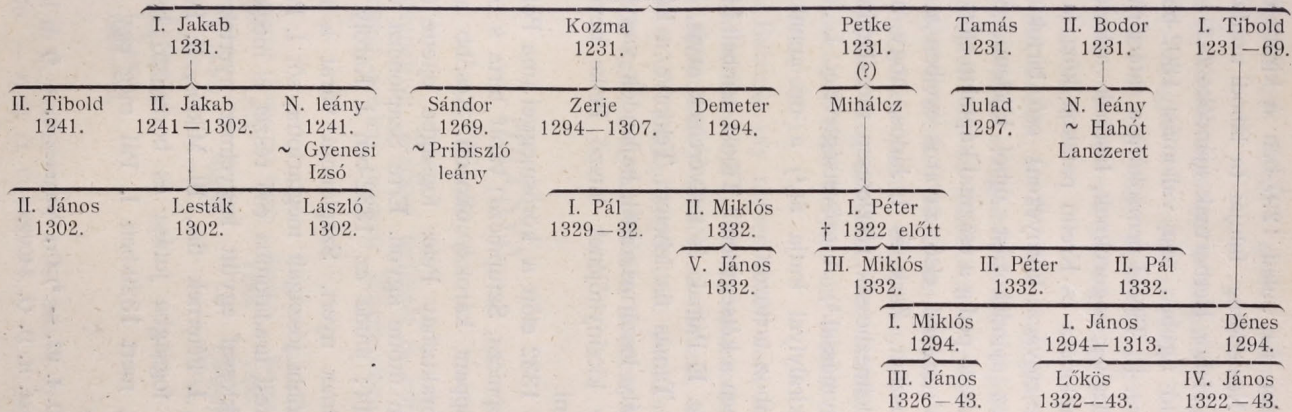 I. Jakab Kozma Petke Tamás II. Bodor I. Tibold
1231. 1231. 1231. 1231. 1231. 1231—69.
(?)
II. Tibold II. Jakab N. leány Sándor Zerje Demeter Mihálcz Julad N. leány
1241. 1241—1302. 1241. 1269. 1294—1307. 1294. 1297. ~ Hahót
~ Gyenesi ~Pribiszló Lanczeret
Izsó leány
II. János Lesták László I. Pál II. Miklós I. Péter
1302. 1302. 1302. 1329—32. 1332. † 1322 előtt
V. János III. Miklós II. Péter II. Pál
1332. 1332. 1332. 1332.
I. Miklós I. János Dénes
1294. 1294—1313. 1294.
III. János Lőkös IV. János
1326—43. 1322--43. 1322—43.